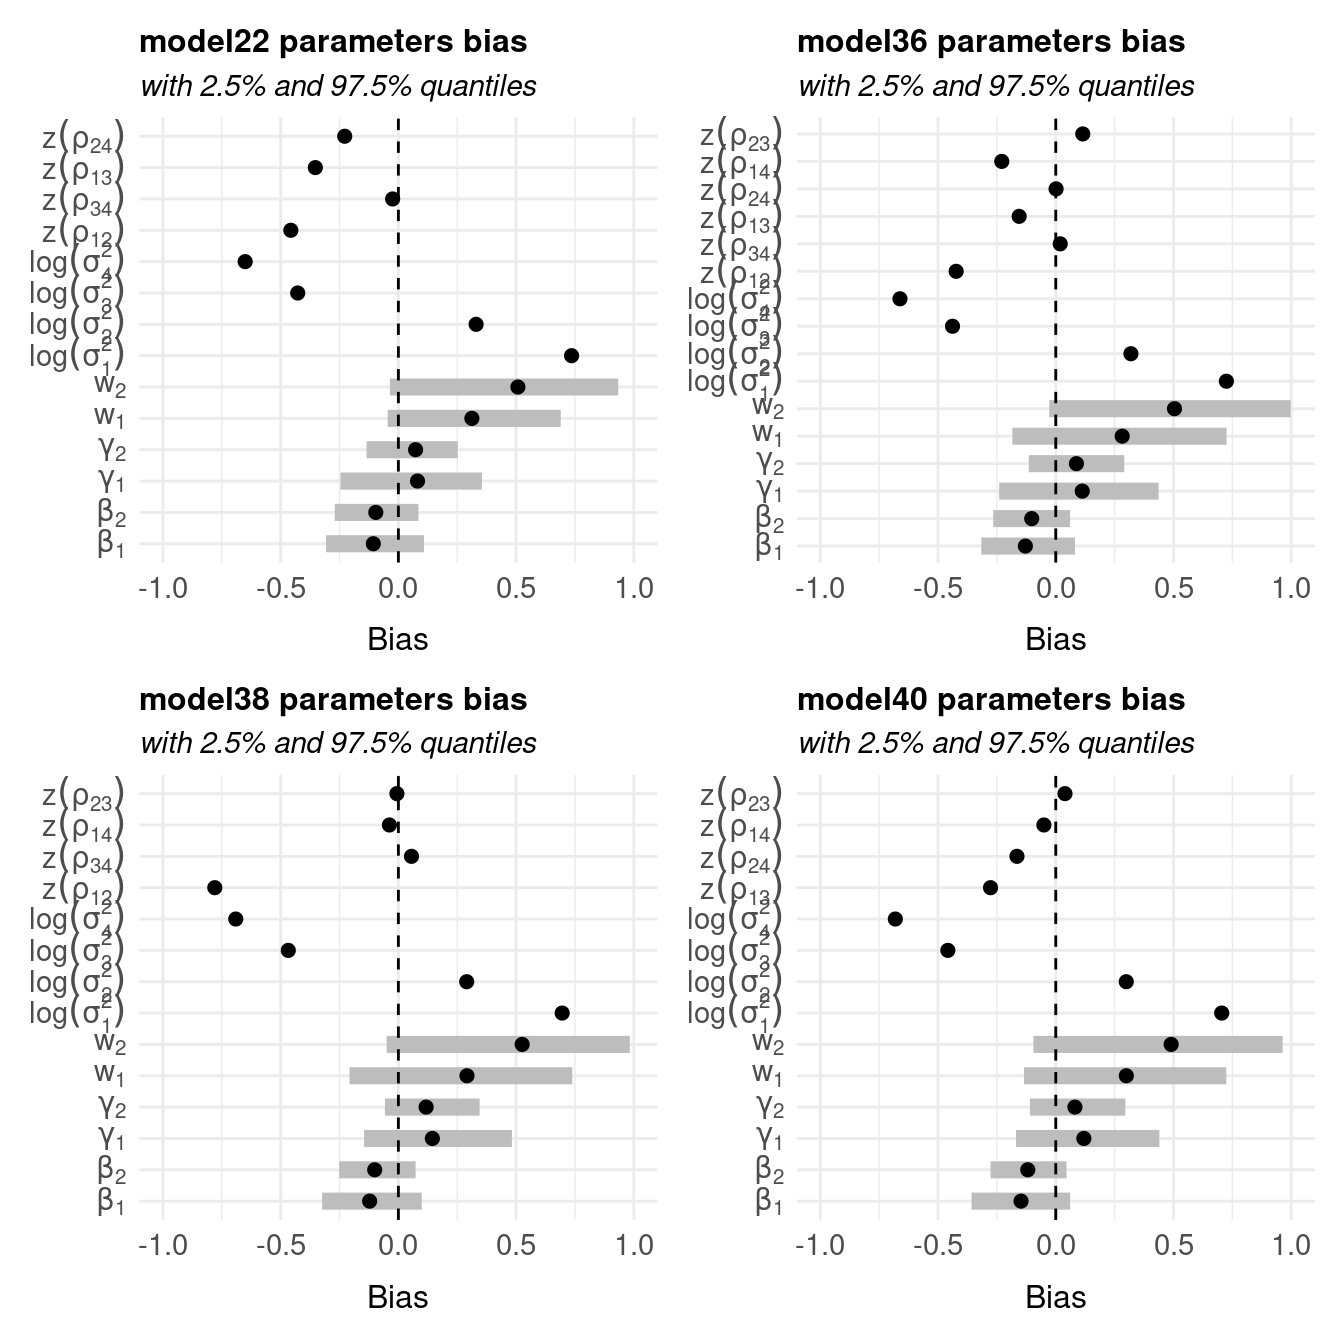 model22 parameters bias
with 2.5% and 97.5% quantiles
z(ρ₂₄)
z(ρ₁₃)
z(ρ₃₄)
z(ρ₁₂)
log(σ²₄)
log(σ²₃)
log(σ²₂)
log(σ²₁)
w₂
w₁
γ₂
γ₁
β₂
β₁
-1.0 -0.5 0.0 0.5 1.0
Bias
model36 parameters bias
with 2.5% and 97.5% quantiles
z(ρ₂₃)
z(ρ₁₄)
z(ρ₂₄)
z(ρ₁₃)
z(ρ₃₄)
z(ρ₁₂)
log(σ²₄)
log(σ²₃)
log(σ²₂)
log(σ²₁)
w₂
w₁
γ₂
γ₁
β₂
β₁
-1.0 -0.5 0.0 0.5 1.0
Bias
model38 parameters bias
with 2.5% and 97.5% quantiles
z(ρ₂₃)
z(ρ₁₄)
z(ρ₃₄)
z(ρ₁₂)
log(σ²₄)
log(σ²₃)
log(σ²₂)
log(σ²₁)
w₂
w₁
γ₂
γ₁
β₂
β₁
-1.0 -0.5 0.0 0.5 1.0
Bias
model40 parameters bias
with 2.5% and 97.5% quantiles
z(ρ₂₃)
z(ρ₁₄)
z(ρ₂₄)
z(ρ₁₃)
log(σ²₄)
log(σ²₃)
log(σ²₂)
log(σ²₁)
w₂
w₁
γ₂
γ₁
β₂
β₁
-1.0 -0.5 0.0 0.5 1.0
Bias